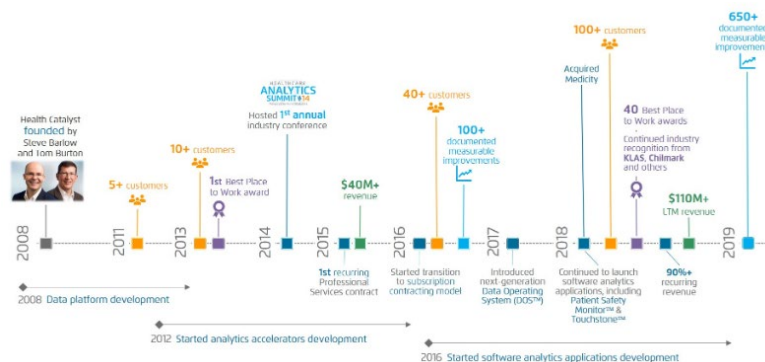 Health Catalyst
founded by
Steve Barlow
and Tom Burton
2008
2011
5+ customers
2013
10+ customers
1st Best Place
to Work award
2014
ANALYTICS
SUMMIT
14
Hosted 1st annual
industry conference
2015
1st recurring
Professional
Services contract
$40M+
revenue
2016
Started transition
to subscription
contracting model
40+ customers
100+
documented
measurable
improvements
2017
Introduced
next-generation
Data Operating
System (DOS™)
2018
Acquired
Medicity
Continued to launch
software analytics
applications, including
Patient Safety
Monitor™ &
Touchstone™
100+ customers
40 Best Place
to Work awards
Continued industry
recognition from
KLAS, Chilmark
and others
90%+
recurring
revenue
$110M+
LTM revenue
2019
650+
documented
measurable
improvement
2008 Data platform development
2012 Started analytics accelerators development
2016 Started software analytics applications development